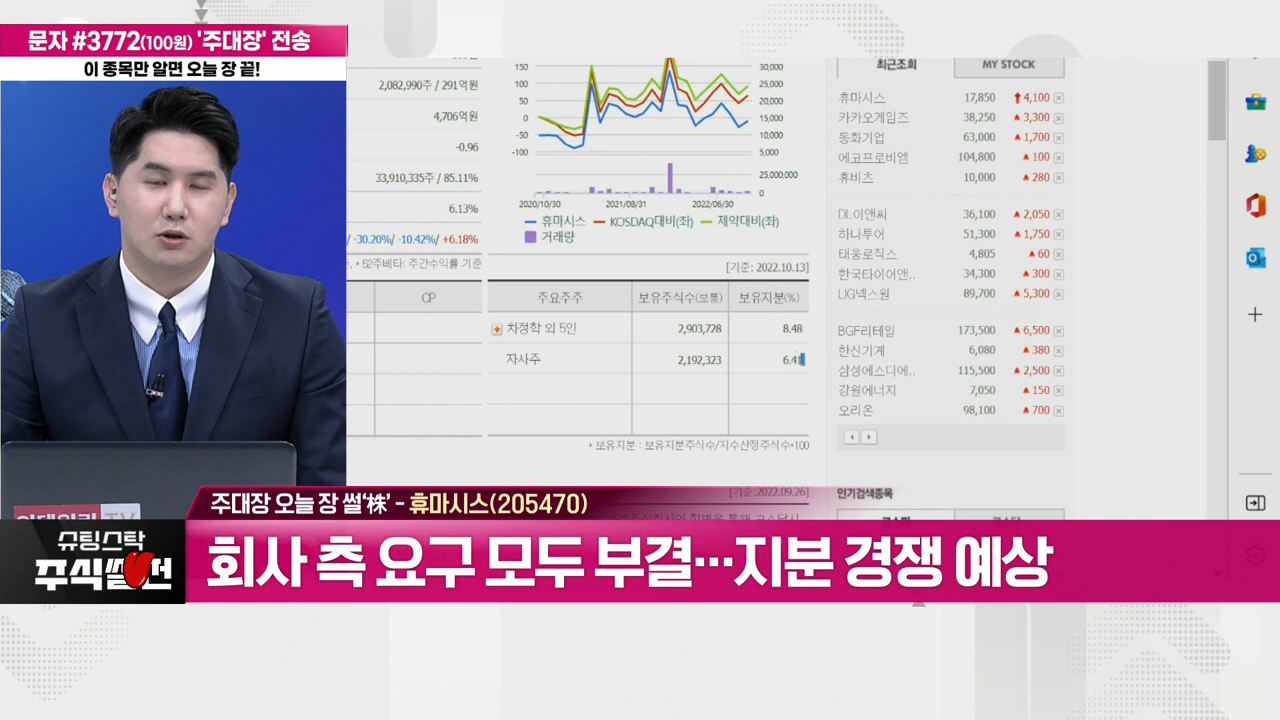 문자 #3772(100원) '주대장' 전송
이 종목만 알면 오늘 장 끝!
2,082,990주 / 291억원
4,706억원
-0.96
33,910,335주 / 85.11%
6.13%
/ -30.20%/ -10.42%/ +6.18%
*52주베타: 주간수익률 기준
CP
150
100
50
0
-50
-100
30,000
25,000
20,000
15,000
10,000
5,000
25,000,000
0
2020/10/30 2021/08/31 2022/06/30
휴마시스 KOSDAQ대비(좌) 제약대비(좌)
거래량
[기준: 2022.10.13]
주요주주 보유주식수(보통) 보유지분(%)
차정학 외 5인 2,903,728 8.48
자사주 2,192,323 6.41
* 보유지분 : 보유지분주식수/지수산정주식수*100
[기준:2022.09.26]
최근조회 MY STOCK
휴마시스 17,850 4,100
카카오게임즈 38,250 ▲ 3,300
동화기업 63,000 ▲ 1,700
에코프로비엠 104,800 ▲ 100
휴비츠 10,000 ▲ 280
DL이앤씨 36,100 ▲ 2,050
하나투어 51,300 ▲ 1,750
태웅로직스 4,805 ▲ 60
한국타이어앤.. 34,300 ▲ 300
LIG넥스원 89,700 ▲ 5,300
BGF리테일 173,500 ▲ 6,500
한신기계 6,080 ▲ 380
삼성에스디에.. 115,500 ▲ 2,500
강원에너지 7,050 ▲ 150
오리온 98,100 ▲ 700
인기검색종목
주대장 오늘 장 썰'株' - 휴마시스(205470)
슈팅스탁
주식썰전
회사 측 요구 모두 부결…지분 경쟁 예상